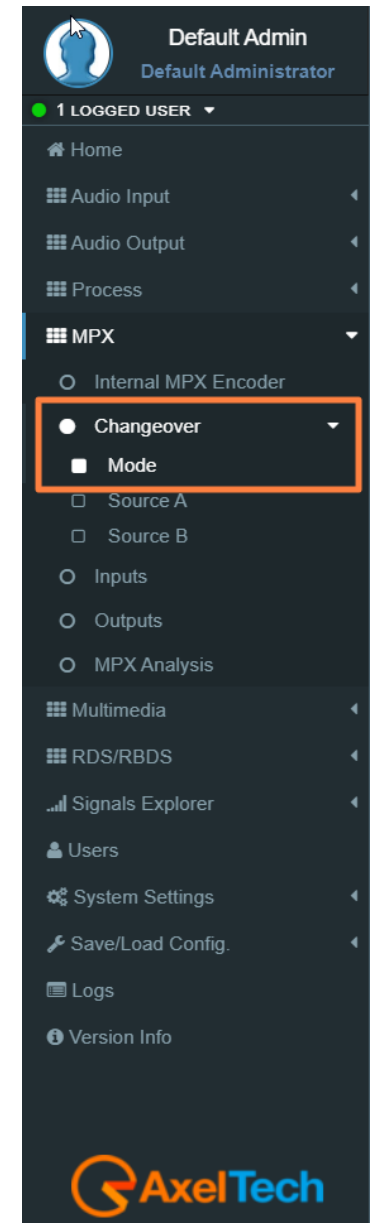 Default Admin
Default Administrator
1 LOGGED USER
Home
Audio Input
Audio Output
Process
MPX
Internal MPX Encoder
Changeover
Mode
Source A
Source B
Inputs
Outputs
MPX Analysis
Multimedia
RDS/RBDS
Signals Explorer
Users
System Settings
Save/Load Config.
Logs
Version Info
AxelTech